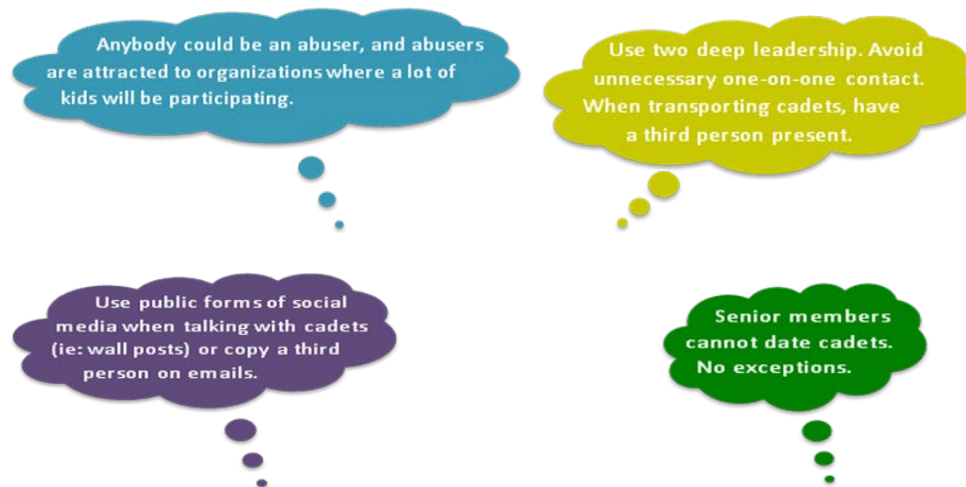 Anybody could be an abuser, and abusers
are attracted to organizations where a lot of
kids will be participating.
Use two deep leadership. Avoid
unnecessary one-on-one contact.
When transporting cadets, have
a third person present.
Use public forms of social
media when talking with cadets
(ie: wall posts) or copy a third
person on emails.
Senior members
cannot date cadets.
No exceptions.